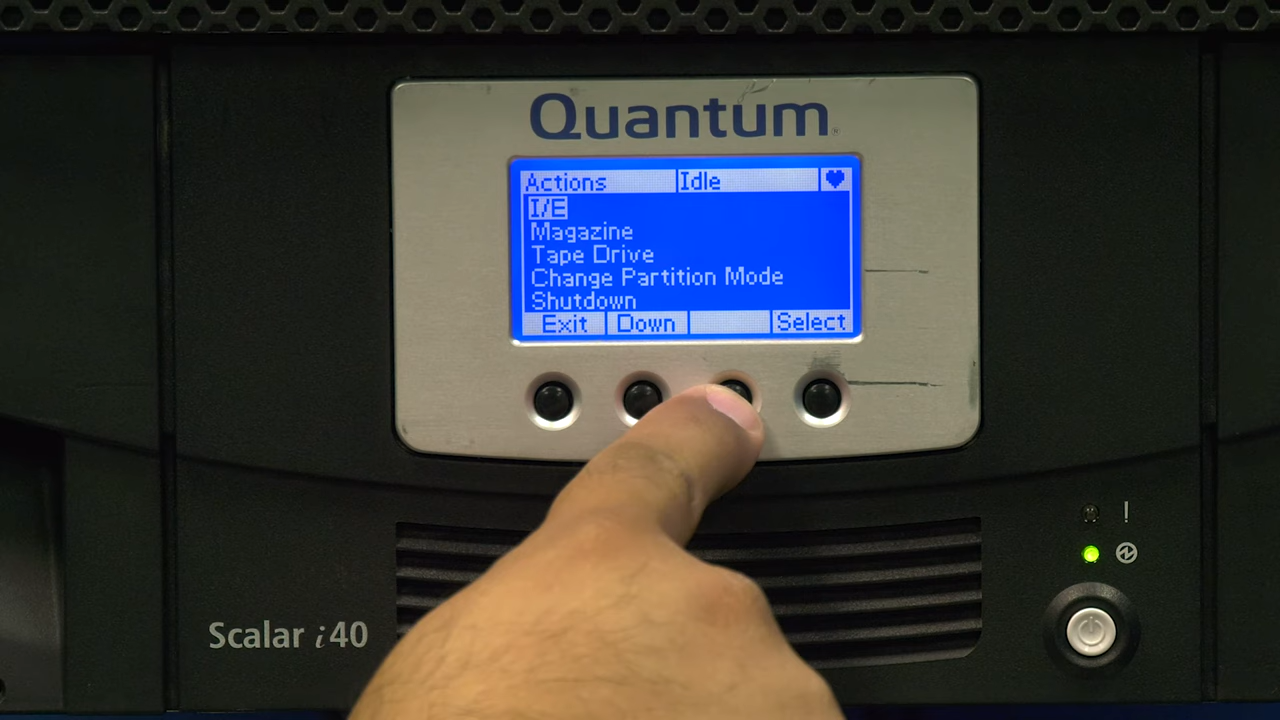 Quantum®
Actions Idle
I/E
Magazine
Tape Drive
Change Partition Mode
Shutdown
Exit Down Select
!
Scalar i40